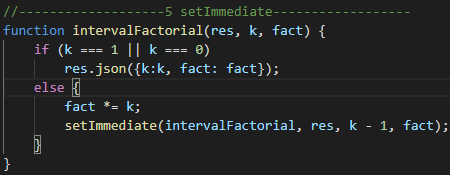 //-------------------5 setImmediate------------------
function intervalFactorial(res, k, fact) {
    if (k === 1 || k === 0)
        res.json({k:k, fact: fact});
    else {
        fact *= k;
        setImmediate(intervalFactorial, res, k - 1, fact);
    }
}